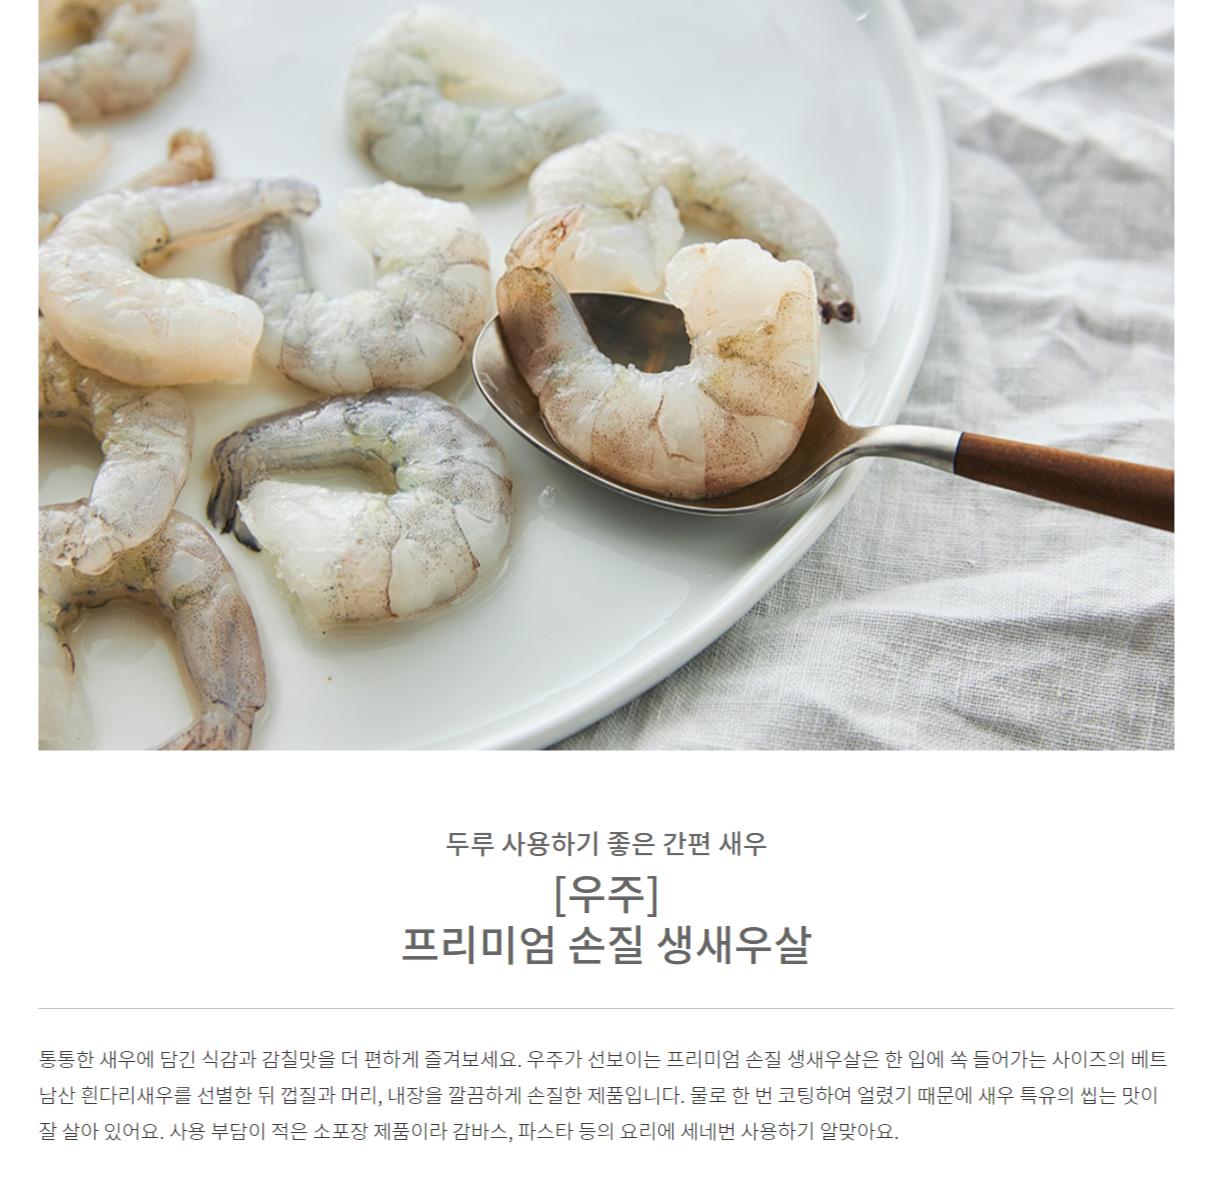 두루 사용하기 좋은 간편 새우
[우주]
프리미엄 손질 생새우살
통통한 새우에 담긴 식감과 감칠맛을 더 편하게 즐겨보세요. 우주가 선보이는 프리미엄 손질 생새우살은 한 입에 쏙 들어가는 사이즈의 베트
남산 흰다리새우를 선별한 뒤 껍질과 머리, 내장을 깔끔하게 손질한 제품입니다. 물로 한 번 코팅하여 얼렸기 때문에 새우 특유의 씹는 맛이
잘 살아 있어요. 사용 부담이 적은 소포장 제품이라 감바스, 파스타 등의 요리에 세네번 사용하기 알맞아요.